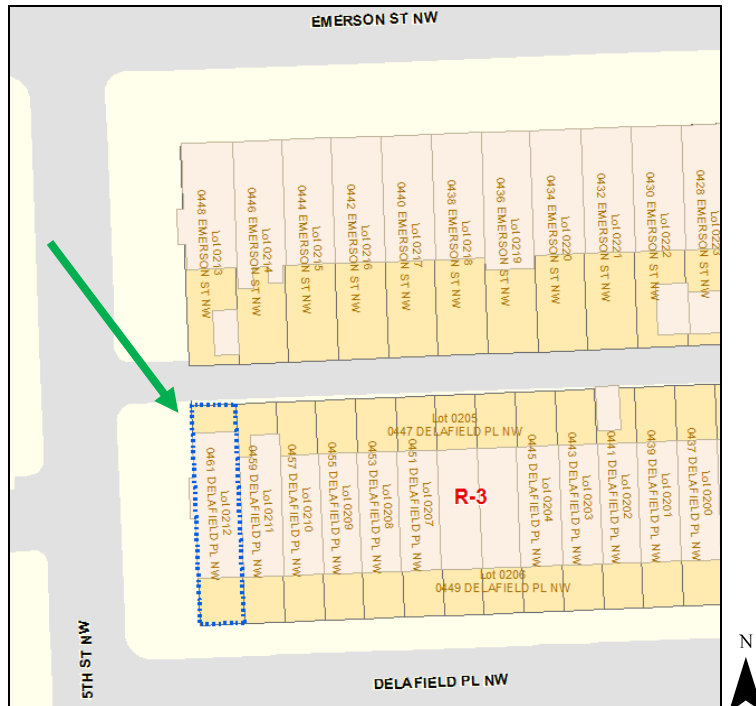 EMERSON ST NW
Lot 0213
0448 EMERSON ST NW
Lot 0214
0446 EMERSON ST NW
Lot 0215
0444 EMERSON ST NW
Lot 0216
0442 EMERSON ST NW
Lot 0217
0440 EMERSON ST NW
Lot 0218
0438 EMERSON ST NW
Lot 0219
0436 EMERSON ST NW
Lot 0220
0434 EMERSON ST NW
Lot 0221
0432 EMERSON ST NW
Lot 0222
0430 EMERSON ST NW
Lot 0223
0428 EMERSON ST NW
Lot 0205
0447 DELAFIELD PL NW
Lot 0212
0461 DELAFIELD PL NW
Lot 0211
0459 DELAFIELD PL NW
Lot 0210
0457 DELAFIELD PL NW
Lot 0209
0455 DELAFIELD PL NW
Lot 0208
0453 DELAFIELD PL NW
Lot 0207
0451 DELAFIELD PL NW
R-3
Lot 0204
0445 DELAFIELD PL NW
Lot 0203
0443 DELAFIELD PL NW
Lot 0202
0441 DELAFIELD PL NW
Lot 0201
0439 DELAFIELD PL NW
Lot 0200
0437 DELAFIELD PL NW
Lot 0206
0449 DELAFIELD PL NW
5TH ST NW
DELAFIELD PL NW
N